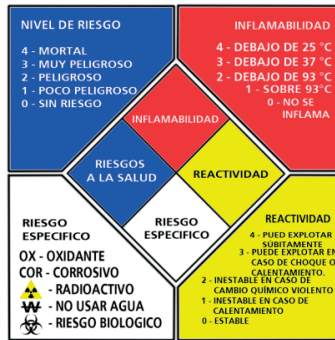 NIVEL DE RIESGO
4 - MORTAL
3 - MUY PELIGROSO
2 - PELIGROSO
1 - POCO PELIGROSO
0 - SIN RIESGO
INFLAMABILIDAD
4 - DEBAJO DE 25 °C
3 - DEBAJO DE 37 °C
2 - DEBAJO DE 93 °C
1 - SOBRE 93°C
0 - NO SE
INFLAMA
INFLAMABILIDAD
RIESGOS
A LA SALUD
REACTIVIDAD
RIESGO
ESPECIFICO
RIESGO
ESPECIFICO
OX - OXIDANTE
COR - CORROSIVO
- RADIOACTIVO
W - NO USAR AGUA
- RIESGO BIOLOGICO
REACTIVIDAD
4 - PUED EXPLOTAR
SÚBITAMENTE
3 - PUEDE EXPLOTAR EN
CASO DE CHOQUE O
CALENTAMIENTO.
2 - INESTABLE EN CASO DE
CAMBIO QUÍMICO VIOLENTO
1 - INESTABLE EN CASO DE
CALENTAMIENTO
0 - ESTABLE